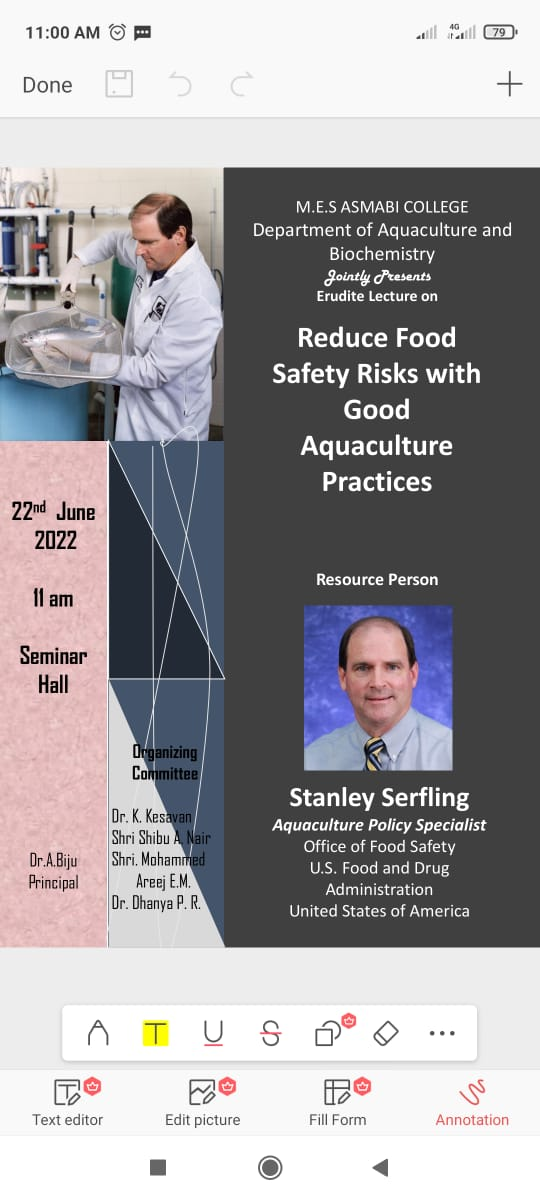 11:00 AM
4G
79
Done
M.E.S ASMABI COLLEGE
Department of Aquaculture and
Biochemistry
Jointly Presents
Erudite Lecture on
Reduce Food
Safety Risks with
Good
Aquaculture
Practices
22nd June
2022
11 am
Seminar
Hall
Dr.A.Biju
Principal
Organizing
Committee
Dr. K. Kesavan
Shri Shibu A. Nair
Shri. Mohammed
Areej E.M.
Dr. Dhanya P. R.
Resource Person
Stanley Serfling
Aquaculture Policy Specialist
Office of Food Safety
U.S. Food and Drug
Administration
United States of America
T
U
S
Text editor
Edit picture
Fill Form
Annotation